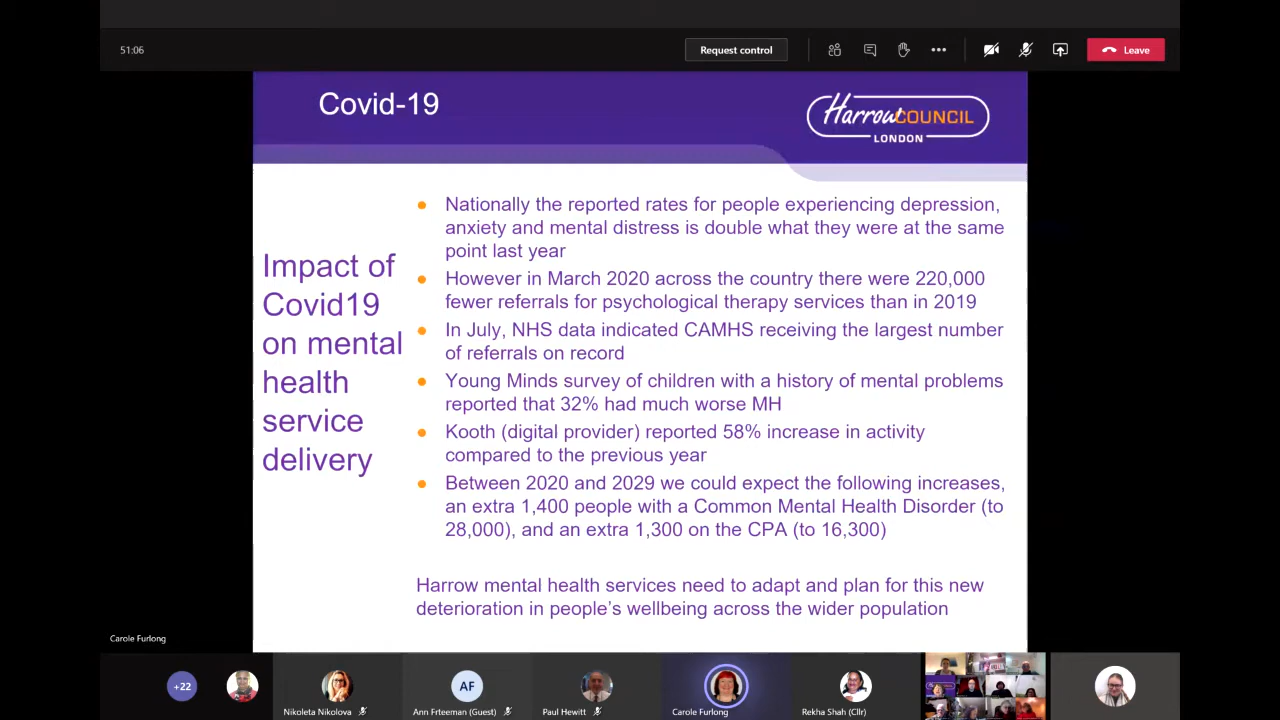 51:06
Request control
Leave
Covid-19
Harrow COUNCIL
LONDON
Impact of
Covid19
on mental
health
service
delivery
Nationally the reported rates for people experiencing depression,
anxiety and mental distress is double what they were at the same
point last year
However in March 2020 across the country there were 220,000
fewer referrals for psychological therapy services than in 2019
In July, NHS data indicated CAMHS receiving the largest number
of referrals on record
Young Minds survey of children with a history of mental problems
reported that 32% had much worse MH
Kooth (digital provider) reported 58% increase in activity
compared to the previous year
Between 2020 and 2029 we could expect the following increases,
an extra 1,400 people with a Common Mental Health Disorder (to
28,000), and an extra 1,300 on the CPA (to 16,300)
Harrow mental health services need to adapt and plan for this new
deterioration in people's wellbeing across the wider population
Carole Furlong
+22
Nikoleta Nikolova
AF
Ann Frteeman (Guest)
Paul Hewitt
Carole Furlong
Rekha Shah (Cllr)